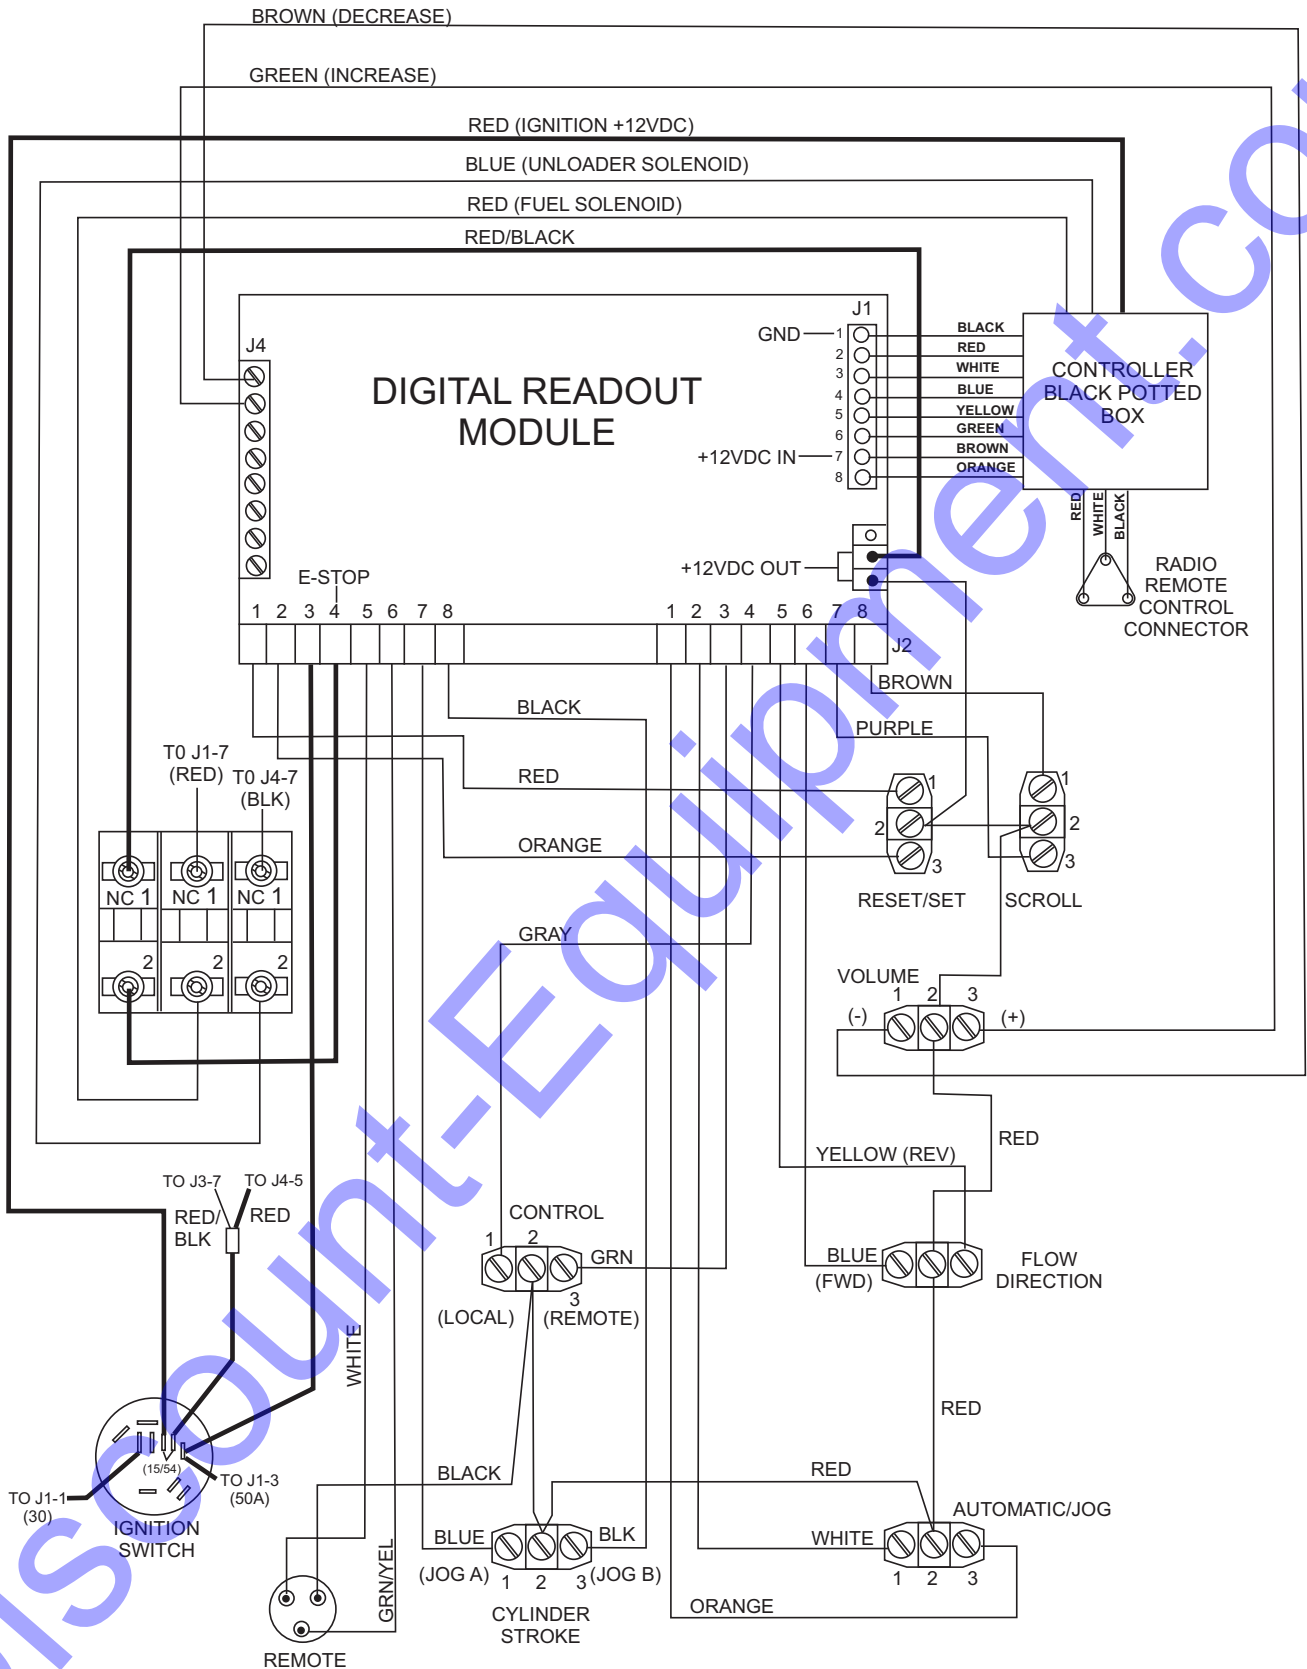 BROWN (DECREASE)
GREEN (INCREASE)
RED (IGNITION +12VDC)
BLUE (UNLOADER SOLENOID)
RED (FUEL SOLENOID)
RED/BLACK
J1
J4
GND
1
2
3
4
5
6
7
8
BLACK
RED
WHITE
BLUE
YELLOW
GREEN
BROWN
ORANGE
DIGITAL READOUT
MODULE
CONTROLLER
BLACK POTTED
BOX
+12VDC IN
RED
WHITE
BLACK
+12VDC OUT
RADIO
REMOTE
CONTROL
CONNECTOR
E-STOP
1 2 3 4 5 6 7 8
1 2 3 4 5 6 7 8
J2
BROWN
BLACK
PURPLE
T0 J1-7
(RED)
T0 J4-7
(BLK)
RED
1
2
3
1
2
3
ORANGE
NC 1
NC 1
NC 1
RESET/SET
SCROLL
GRAY
2
2
2
VOLUME
1 2 3
(-)
(+)
RED
YELLOW (REV)
TO J3-7
TO J4-5
RED/
BLK
RED
CONTROL
1
2
3
GRN
(LOCAL)
(REMOTE)
BLUE
(FWD)
FLOW
DIRECTION
WHITE
RED
(15/54)
TO J1-1
(30)
TO J1-3
(50A)
IGNITION
SWITCH
BLACK
RED
AUTOMATIC/JOG
BLUE
BLK
WHITE
(JOG A)
1 2 3
(JOG B)
1 2 3
GRN/YEL
CYLINDER
STROKE
ORANGE
REMOTE
Discount-Equipment.com